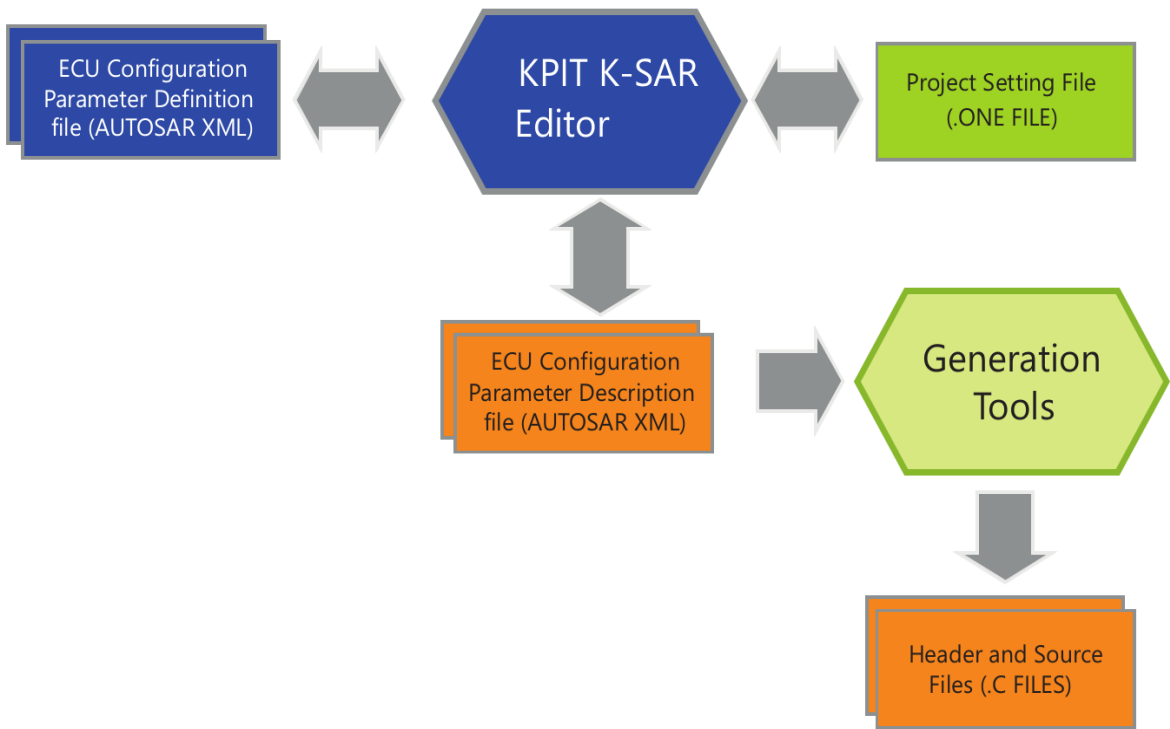 ECU Configuration
Parameter Definition
file (AUTOSAR XML)
KPIT K-SAR
Editor
Project Setting File
(.ONE FILE)
ECU Configuration
Parameter Description
file (AUTOSAR XML)
Generation
Tools
Header and Source
Files (.C FILES)